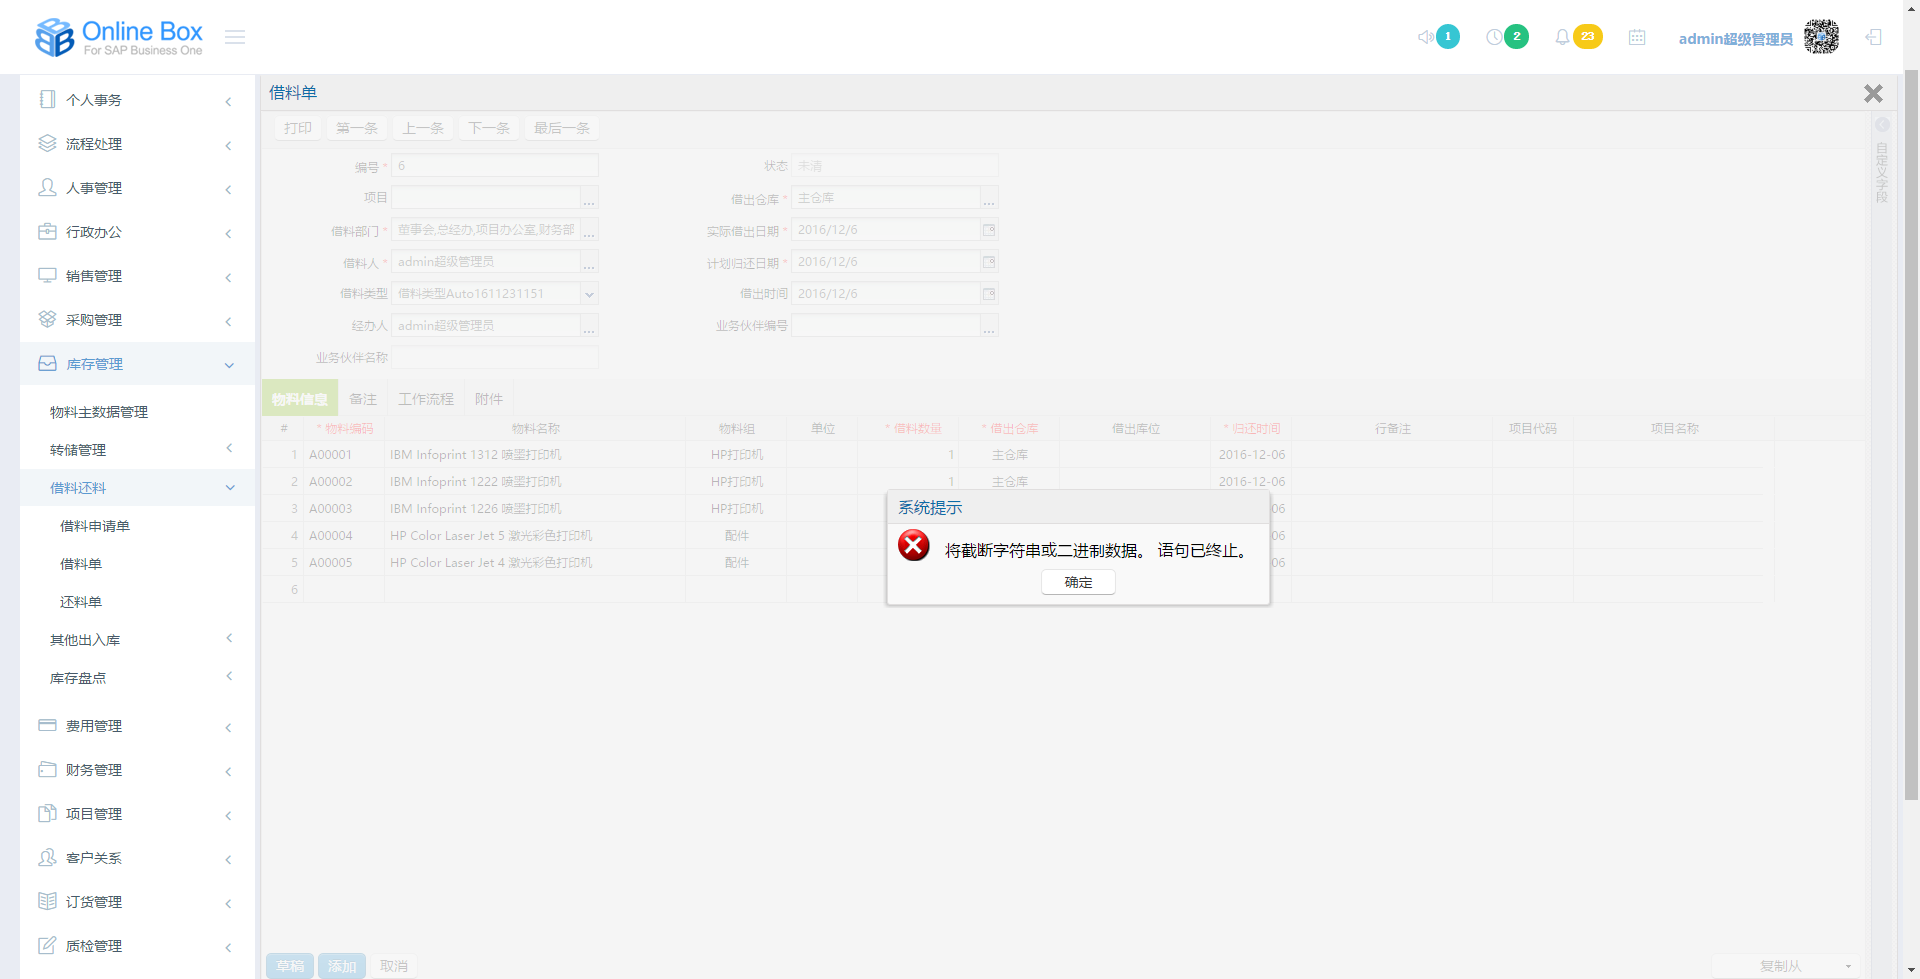 Online Box
For SAP Business One
1
2
23
admin超级管理员
个人事务
流程处理
人事管理
行政办公
销售管理
采购管理
库存管理
物料主数据管理
转储管理
借料还料
借料申请单
借料单
还料单
其他出入库
库存盘点
费用管理
财务管理
项目管理
客户关系
订货管理
质检管理
借料单
打印 第一条 上一条 下一条 最后一条
编号 * 6 状态 未清
项目 ... 借出仓库 * 主仓库 ...
借料部门 * 董事会,总经办,项目办公室,财务部 ... 实际借出日期 * 2016/12/6
借料人 * admin超级管理员 ... 计划归还日期 * 2016/12/6
借料类型 借料类型Auto1611231151 借出时间 2016/12/6
经办人 admin超级管理员 ... 业务伙伴编号 ...
业务伙伴名称
自定义字段
物料信息 备注 工作流程 附件
# * 物料编码 物料名称 物料组 单位 * 借料数量 * 借出仓库 借出库位 * 归还时间 行备注 项目代码 项目名称
1 A00001 IBM Infoprint 1312 喷墨打印机 HP打印机 1 主仓库 2016-12-06
2 A00002 IBM Infoprint 1222 喷墨打印机 HP打印机 1 主仓库 2016-12-06
3 A00003 IBM Infoprint 1226 喷墨打印机 HP打印机 06
4 A00004 HP Color Laser Jet 5 激光彩色打印机 配件 06
5 A00005 HP Color Laser Jet 4 激光彩色打印机 配件 06
6
系统提示
将截断字符串或二进制数据。 语句已终止。
确定
草稿 添加 取消 复制从